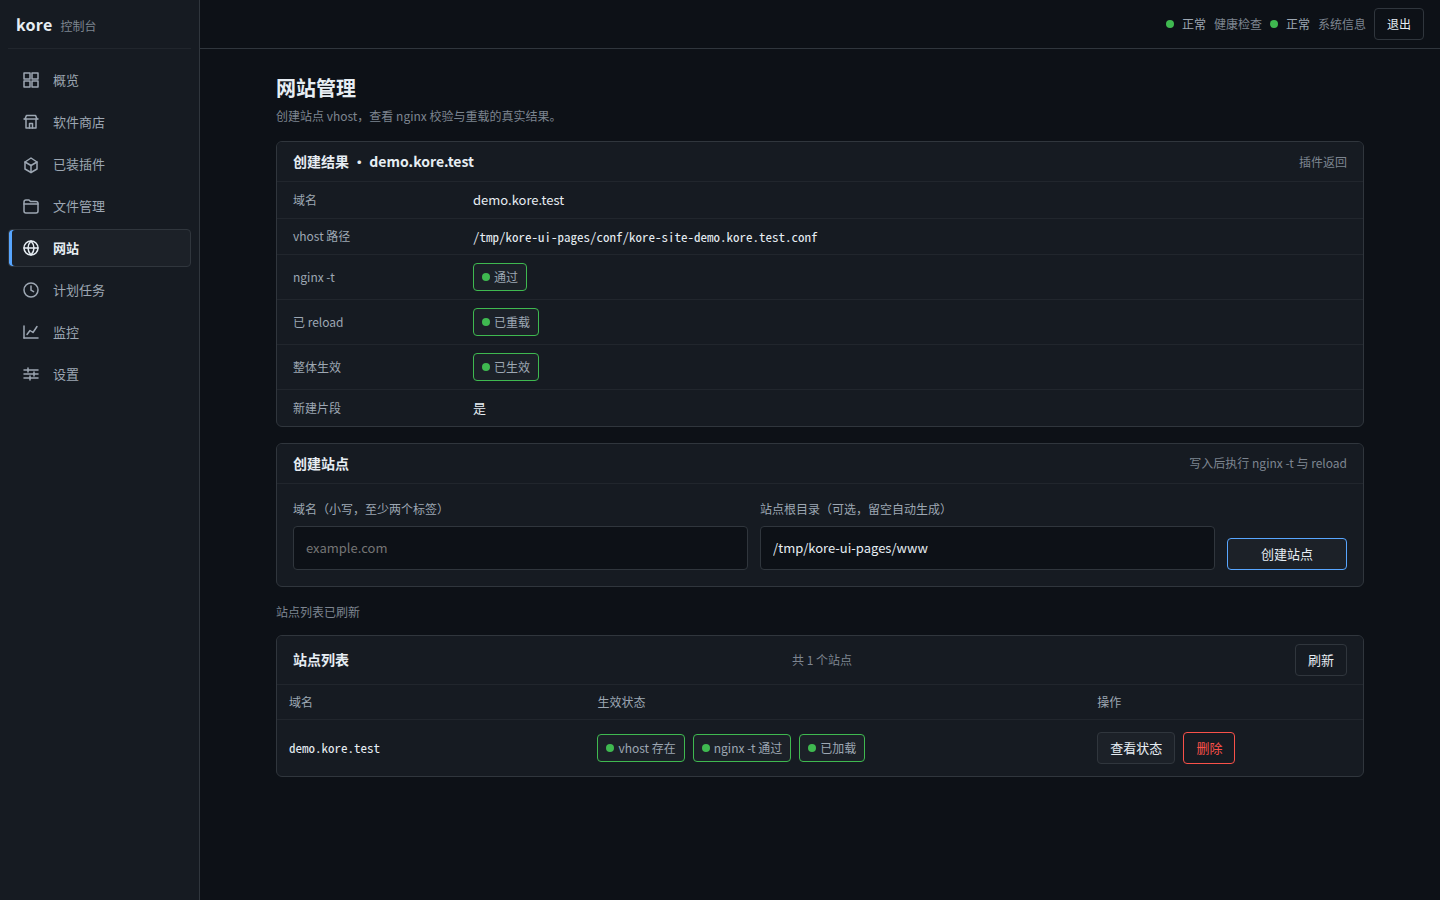 kore 控制台
正常 健康检查 正常 系统信息 退出
概览
软件商店
已装插件
文件管理
网站
计划任务
监控
设置
网站管理
创建站点 vhost，查看 nginx 校验与重载的真实结果。
创建结果 · demo.kore.test 插件返回
域名 demo.kore.test
vhost 路径 /tmp/kore-ui-pages/conf/kore-site-demo.kore.test.conf
nginx -t 通过
已 reload 已重载
整体生效 已生效
新建片段 是
创建站点 写入后执行 nginx -t 与 reload
域名（小写，至少两个标签） 站点根目录（可选，留空自动生成）
example.com /tmp/kore-ui-pages/www 创建站点
站点列表已刷新
站点列表 共 1 个站点 刷新
域名 生效状态 操作
demo.kore.test vhost 存在 nginx -t 通过 已加载 查看状态 删除